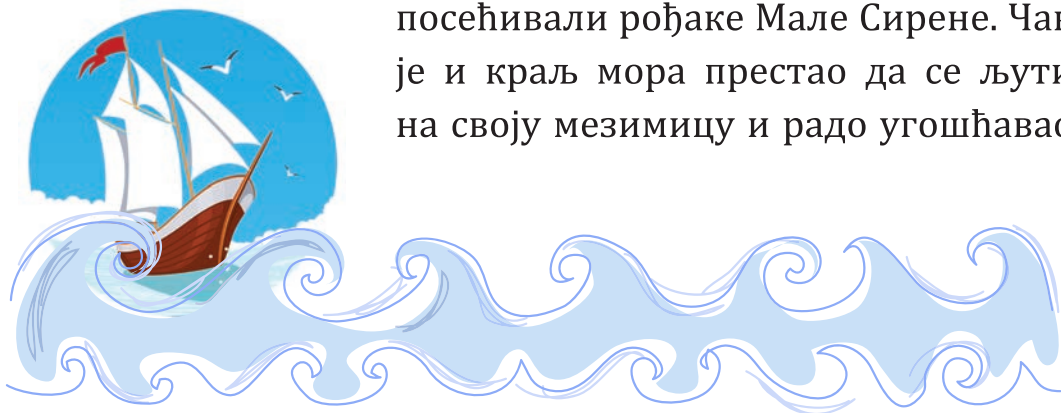 посећивали рођаке Мале Сирене. Чак
је и краљ мора престао да се љути
на своју мезимицу и радо угошћавао